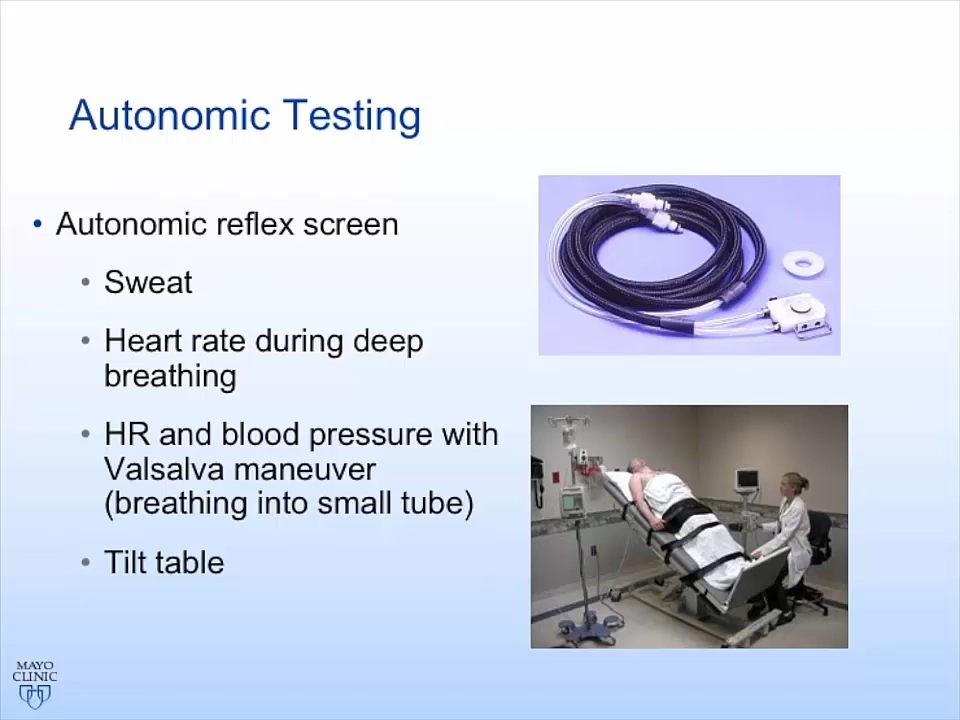 Autonomic Testing
• Autonomic reflex screen
• Sweat
• Heart rate during deep
breathing
• HR and blood pressure with
Valsalva maneuver
(breathing into small tube)
• Tilt table
MAYO
CLINIC